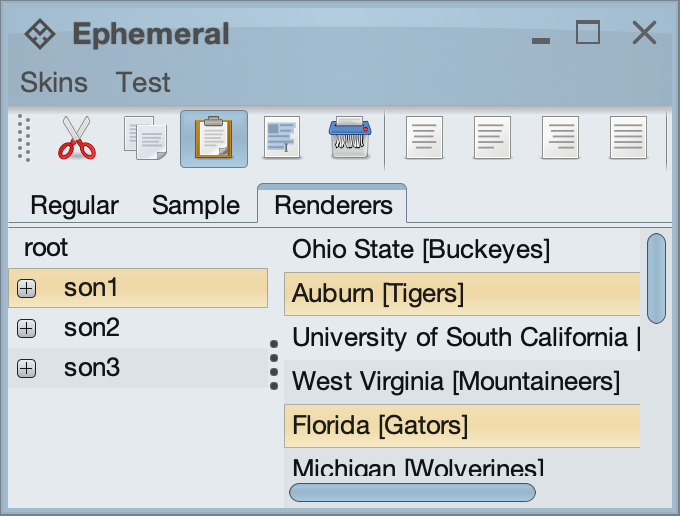 Ephemeral
Skins Test
Regular Sample Renderers
root
son1
son2
son3
Ohio State [Buckeyes]
Auburn [Tigers]
University of South California [
West Virginia [Mountaineers]
Florida [Gators]
Michigan [Wolverines]